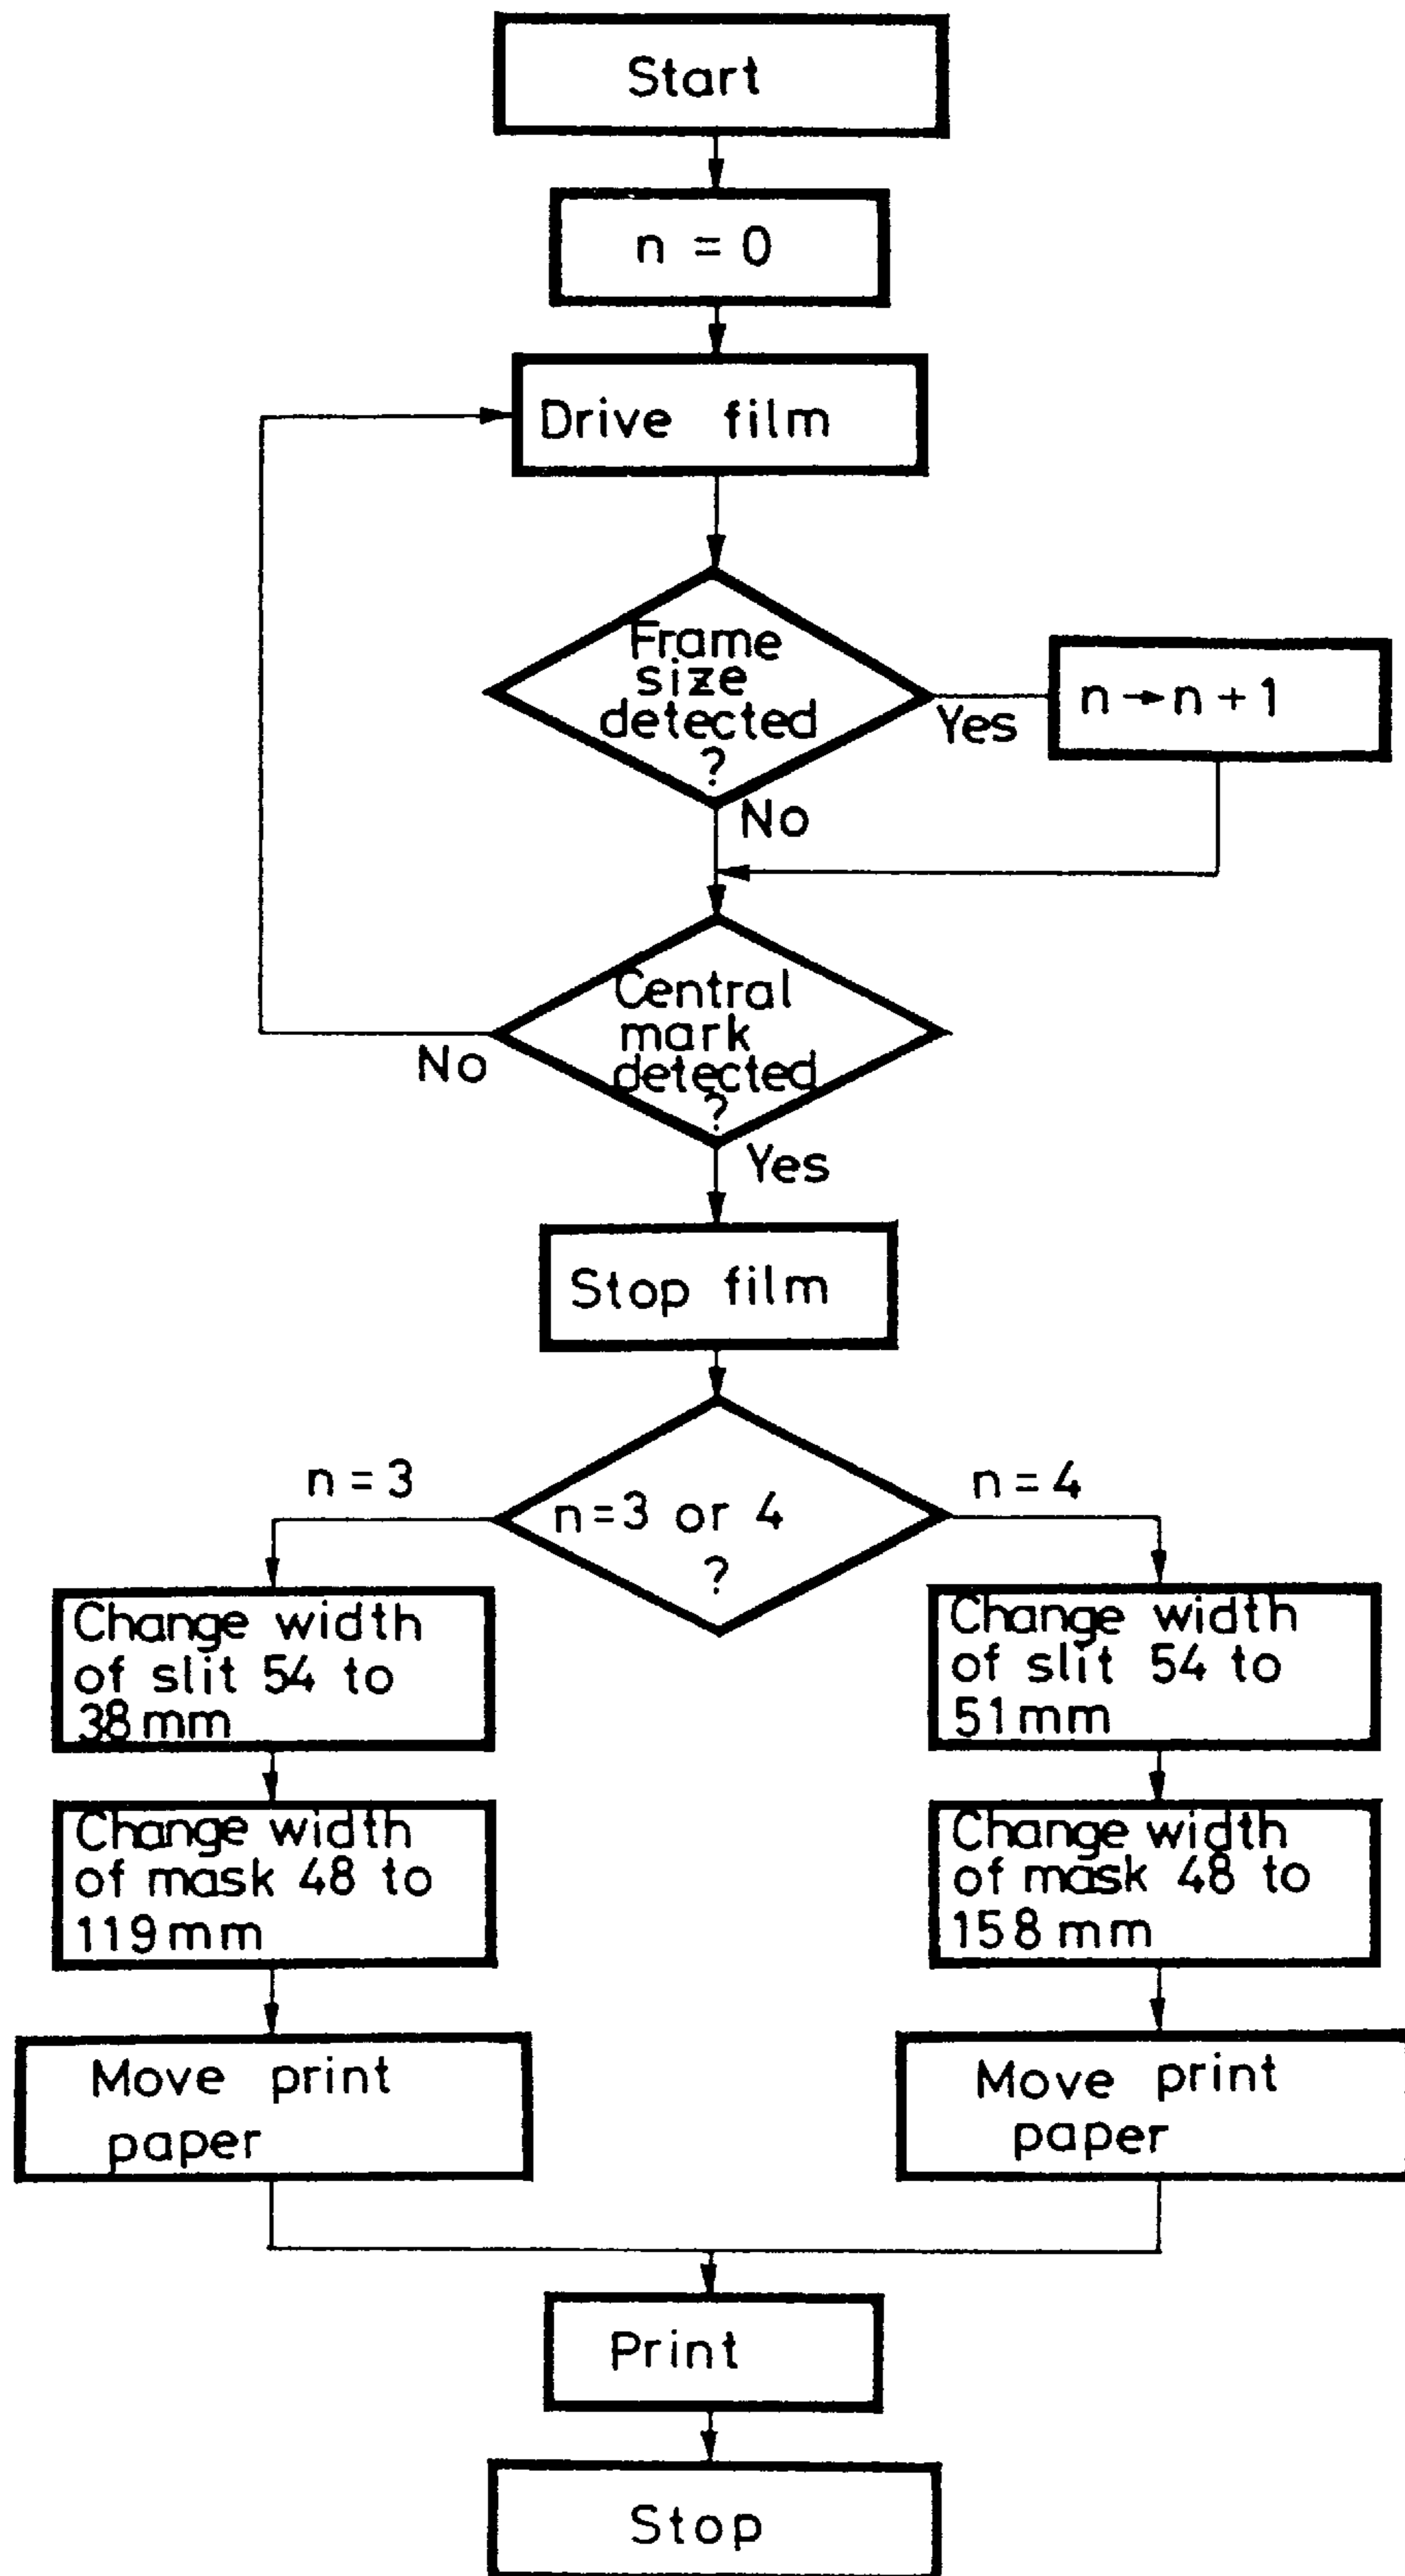 Start
n = 0
Drive film
Frame
size
detected
?
Yes
n → n + 1
No
Central
mark
detected
?
No
Yes
Stop film
n = 3
n = 3 or 4
?
n = 4
Change width
of slit 54 to
38 mm
Change width
of slit 54 to
51 mm
Change width
of mask 48 to
119 mm
Change width
of mask 48 to
158 mm
Move print
paper
Move print
paper
Print
Stop